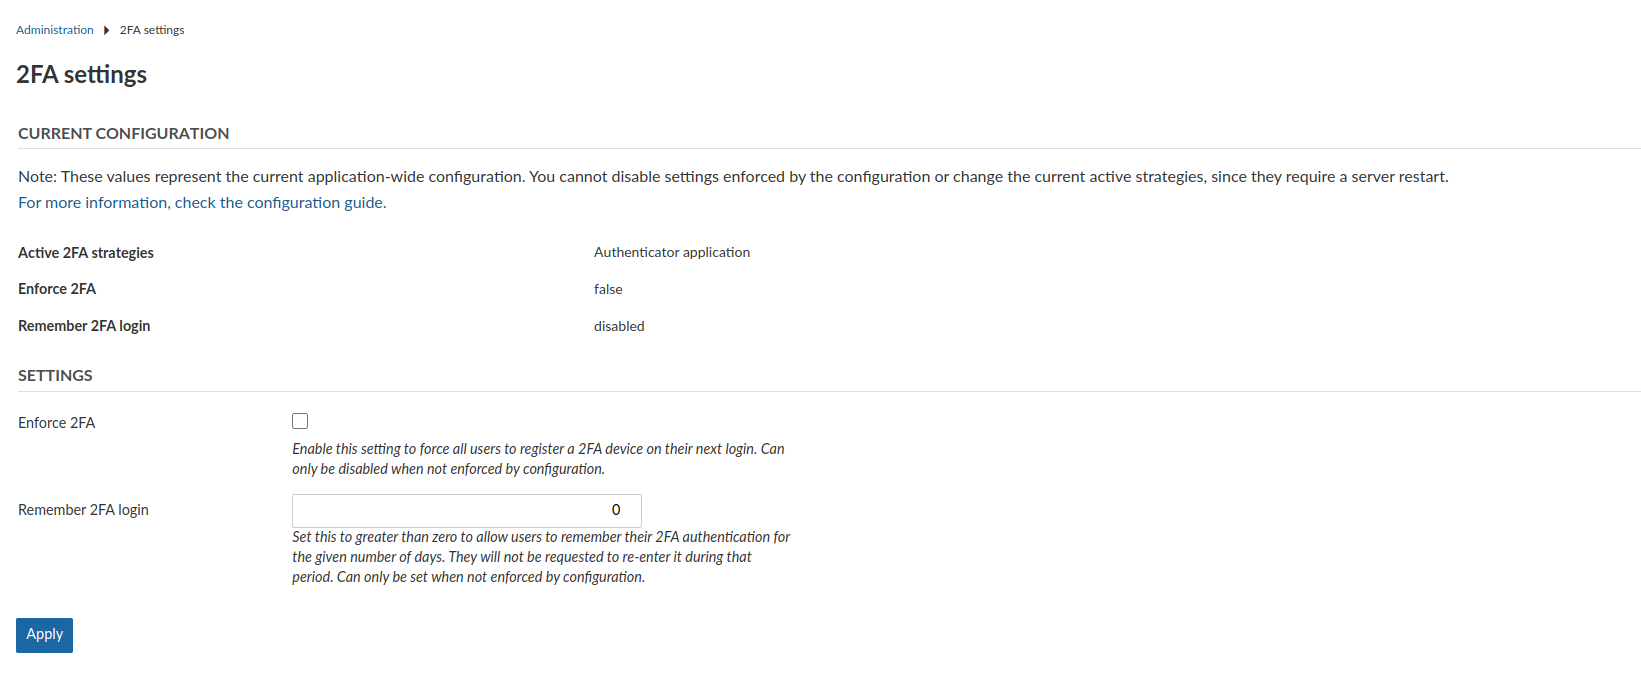 Administration 2FA settings
2FA settings
CURRENT CONFIGURATION
Note: These values represent the current application-wide configuration. You cannot disable settings enforced by the configuration or change the current active strategies, since they require a server restart.
For more information, check the configuration guide.
Active 2FA strategies Authenticator application
Enforce 2FA false
Remember 2FA login disabled
SETTINGS
Enforce 2FA
Enable this setting to force all users to register a 2FA device on their next login. Can
only be disabled when not enforced by configuration.
Remember 2FA login 0
Set this to greater than zero to allow users to remember their 2FA authentication for
the given number of days. They will not be requested to re-enter it during that
period. Can only be set when not enforced by configuration.
Apply